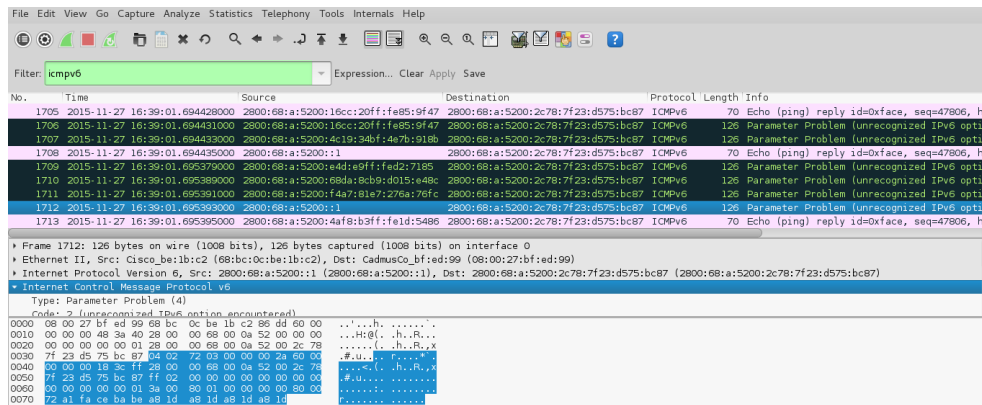 File Edit View Go Capture Analyze Statistics Telephony Tools Internals Help
Filter: icmpv6 Expression... Clear Apply Save
No. Time Source Destination Protocol Length Info
1705 2015-11-27 16:39:01.694428000 2800:68:a:5200:16cc:20ff:fe85:9f47 2800:68:a:5200:2c78:7f23:d575:bc87 ICMPv6 70 Echo (ping) reply id=0xface, seq=47806, h
1706 2015-11-27 16:39:01.694431000 2800:68:a:5200:16cc:20ff:fe85:9f47 2800:68:a:5200:2c78:7f23:d575:bc87 ICMPv6 126 Parameter Problem (unrecognized IPv6 opti
1707 2015-11-27 16:39:01.694433000 2800:68:a:5200:4c19:34bf:4e7b:918b 2800:68:a:5200:2c78:7f23:d575:bc87 ICMPv6 126 Parameter Problem (unrecognized IPv6 opti
1708 2015-11-27 16:39:01.694435000 2800:68:a:5200::1 2800:68:a:5200:2c78:7f23:d575:bc87 ICMPv6 70 Echo (ping) reply id=0xface, seq=47806, h
1709 2015-11-27 16:39:01.695379000 2800:68:a:5200:e4d:e9ff:fed2:7185 2800:68:a:5200:2c78:7f23:d575:bc87 ICMPv6 126 Parameter Problem (unrecognized IPv6 opti
1710 2015-11-27 16:39:01.695389000 2800:68:a:5200:68da:8cb9:d015:e48c 2800:68:a:5200:2c78:7f23:d575:bc87 ICMPv6 126 Parameter Problem (unrecognized IPv6 opti
1711 2015-11-27 16:39:01.695391000 2800:68:a:5200:f4a7:81e7:276a:76fc 2800:68:a:5200:2c78:7f23:d575:bc87 ICMPv6 126 Parameter Problem (unrecognized IPv6 opti
1712 2015-11-27 16:39:01.695393000 2800:68:a:5200::1 2800:68:a:5200:2c78:7f23:d575:bc87 ICMPv6 126 Parameter Problem (unrecognized IPv6 opti
1713 2015-11-27 16:39:01.695395000 2800:68:a:5200:4af8:b3ff:fe1d:5486 2800:68:a:5200:2c78:7f23:d575:bc87 ICMPv6 70 Echo (ping) reply id=0xface, seq=47806, h
Frame 1712: 126 bytes on wire (1008 bits), 126 bytes captured (1008 bits) on interface 0
Ethernet II, Src: Cisco_be:1b:c2 (68:bc:0c:be:1b:c2), Dst: CadmusCo_bf:ed:99 (08:00:27:bf:ed:99)
Internet Protocol Version 6, Src: 2800:68:a:5200::1 (2800:68:a:5200::1), Dst: 2800:68:a:5200:2c78:7f23:d575:bc87 (2800:68:a:5200:2c78:7f23:d575:bc87)
Internet Control Message Protocol v6
Type: Parameter Problem (4)
Code: 2 (unrecognized IPv6 option encountered)
0000 08 00 27 bf ed 99 68 bc 0c be 1b c2 86 dd 60 00 ..'...h. ......`.
0010 00 00 00 48 3a 40 28 00 00 68 00 0a 52 00 00 00 ...H:@(. .h..R...
0020 00 00 00 00 00 01 28 00 00 68 00 0a 52 00 2c 78 ......(. .h..R.,x
0030 7f 23 d5 75 bc 87 04 02 72 03 00 00 00 2a 60 00 .#.u.... r....*`.
0040 00 00 00 18 3c ff 28 00 00 68 00 0a 52 00 2c 78 ....<.(. .h..R.,x
0050 7f 23 d5 75 bc 87 ff 02 00 00 00 00 00 00 00 00 .#.u.... ........
0060 00 00 00 00 00 01 3a 00 80 01 00 00 00 00 80 00 ......:. ........
0070 72 a1 fa ce ba be a8 1d a8 1d a8 1d a8 1d r....... ......